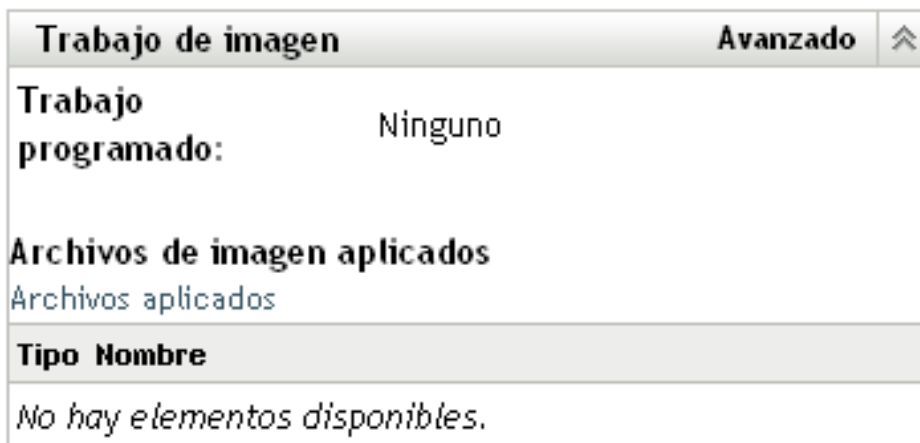 Trabajo de imagen Avanzado
Trabajo
programado: Ninguno
Archivos de imagen aplicados
Archivos aplicados
Tipo Nombre
No hay elementos disponibles.